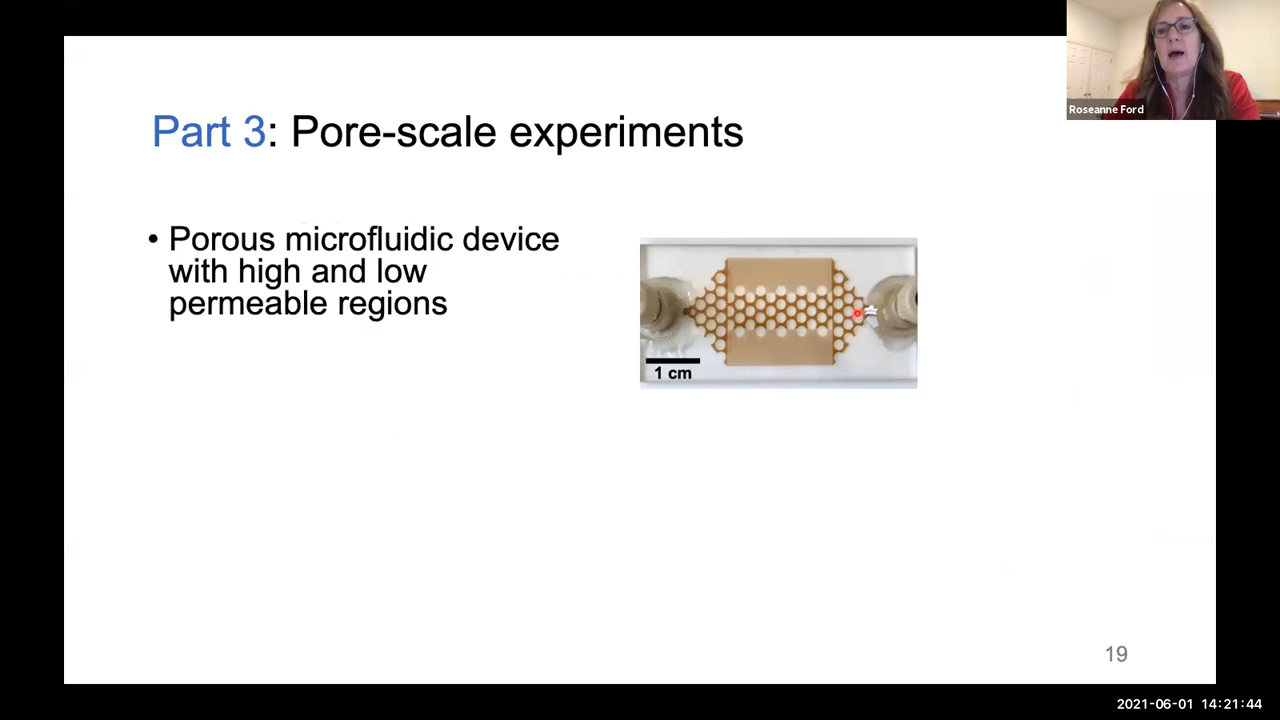 Roseanne Ford
Part 3: Pore-scale experiments
• Porous microfluidic device
with high and low
permeable regions
1 cm
19
2021-06-01 14:21:44